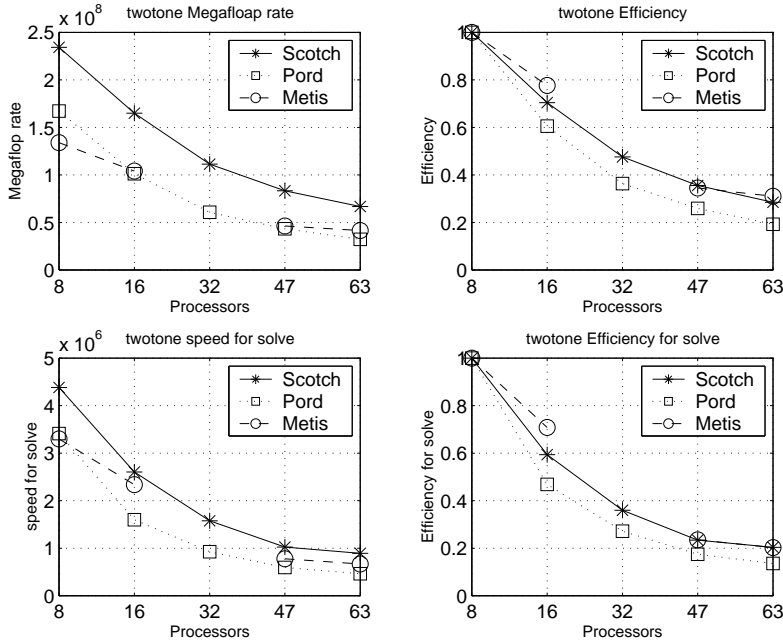 x 10^8
twotone Megafloap rate
2.5
2
1.5
1
0.5
0
Megaflop rate
8
16
32
47
63
Processors
Scotch
Pord
Metis
twotone Efficiency
1
0.8
0.6
0.4
0.2
0
Efficiency
8
16
32
47
63
Processors
Scotch
Pord
Metis
x 10^6
twotone speed for solve
5
4
3
2
1
0
speed for solve
8
16
32
47
63
Processors
Scotch
Pord
Metis
twotone Efficiency for solve
1
0.8
0.6
0.4
0.2
0
Efficiency for solve
8
16
32
47
63
Processors
Scotch
Pord
Metis